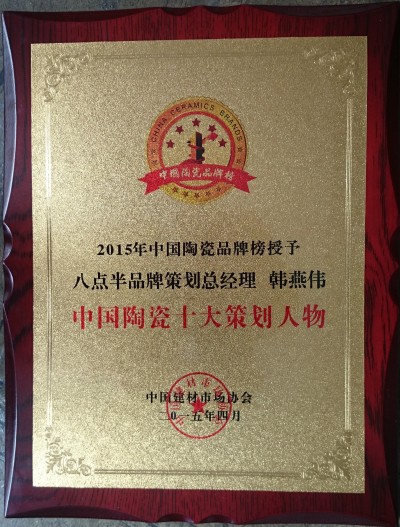 CHINA CERAMICS BRANDS
中国陶瓷品牌榜
2015年中国陶瓷品牌榜授予
八点半品牌策划总经理 韩燕伟
中国陶瓷十大策划人物
中国建材市场协会
二〇一五年四月